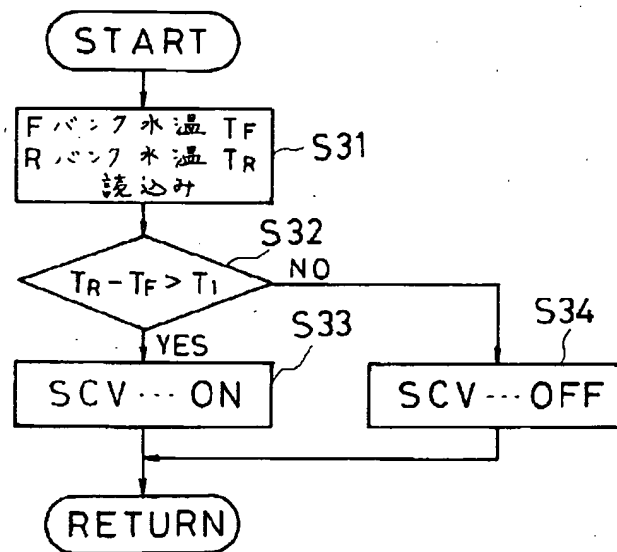 START
Fバンク水温 TF
Rバンク水温 TR
読込み
S31
S32
TR-TF>T1
NO
YES
S33
S34
SCV…ON
SCV…OFF
RETURN